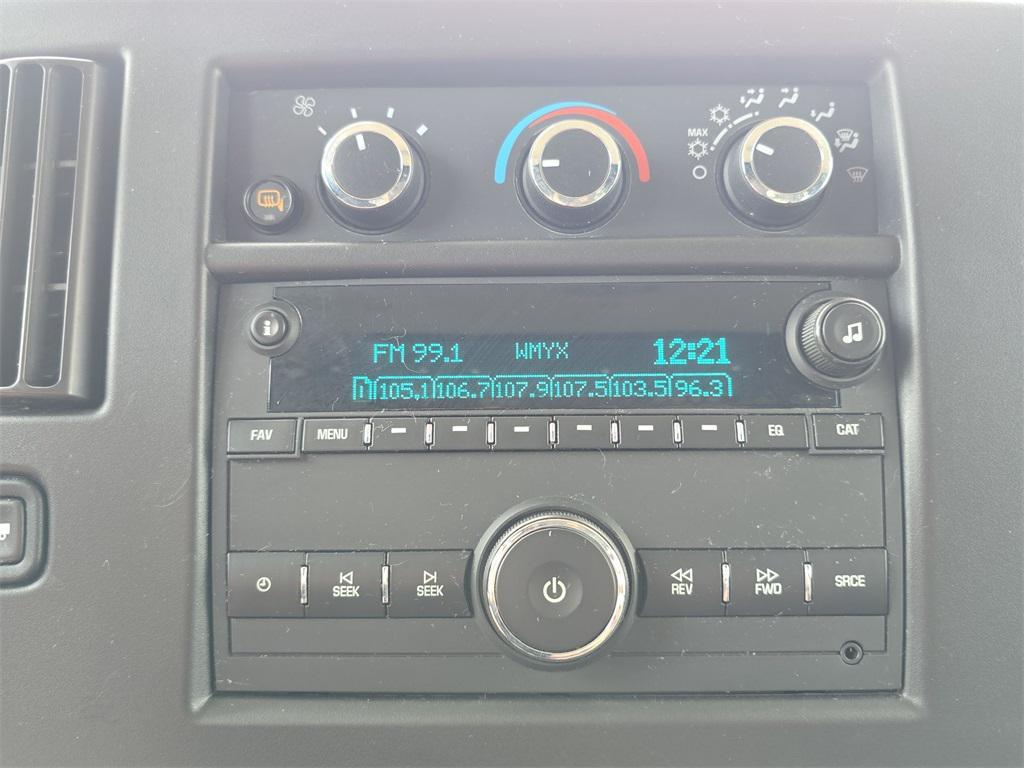 MAX
FM 99.1 WMYX 12:21
1 105.1 106.7 107.9 107.5 103.5 96.3
FAV MENU EQ CAT
SEEK SEEK REV FWD SRCE